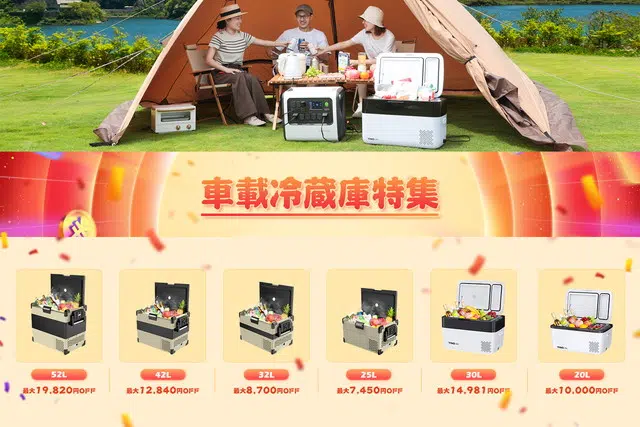 車載冷蔵庫特集
52L
最大19,820円OFF
42L
最大12,840円OFF
32L
最大8,700円OFF
25L
最大7,450円OFF
30L
最大14,981円OFF
20L
最大10,000円OFF